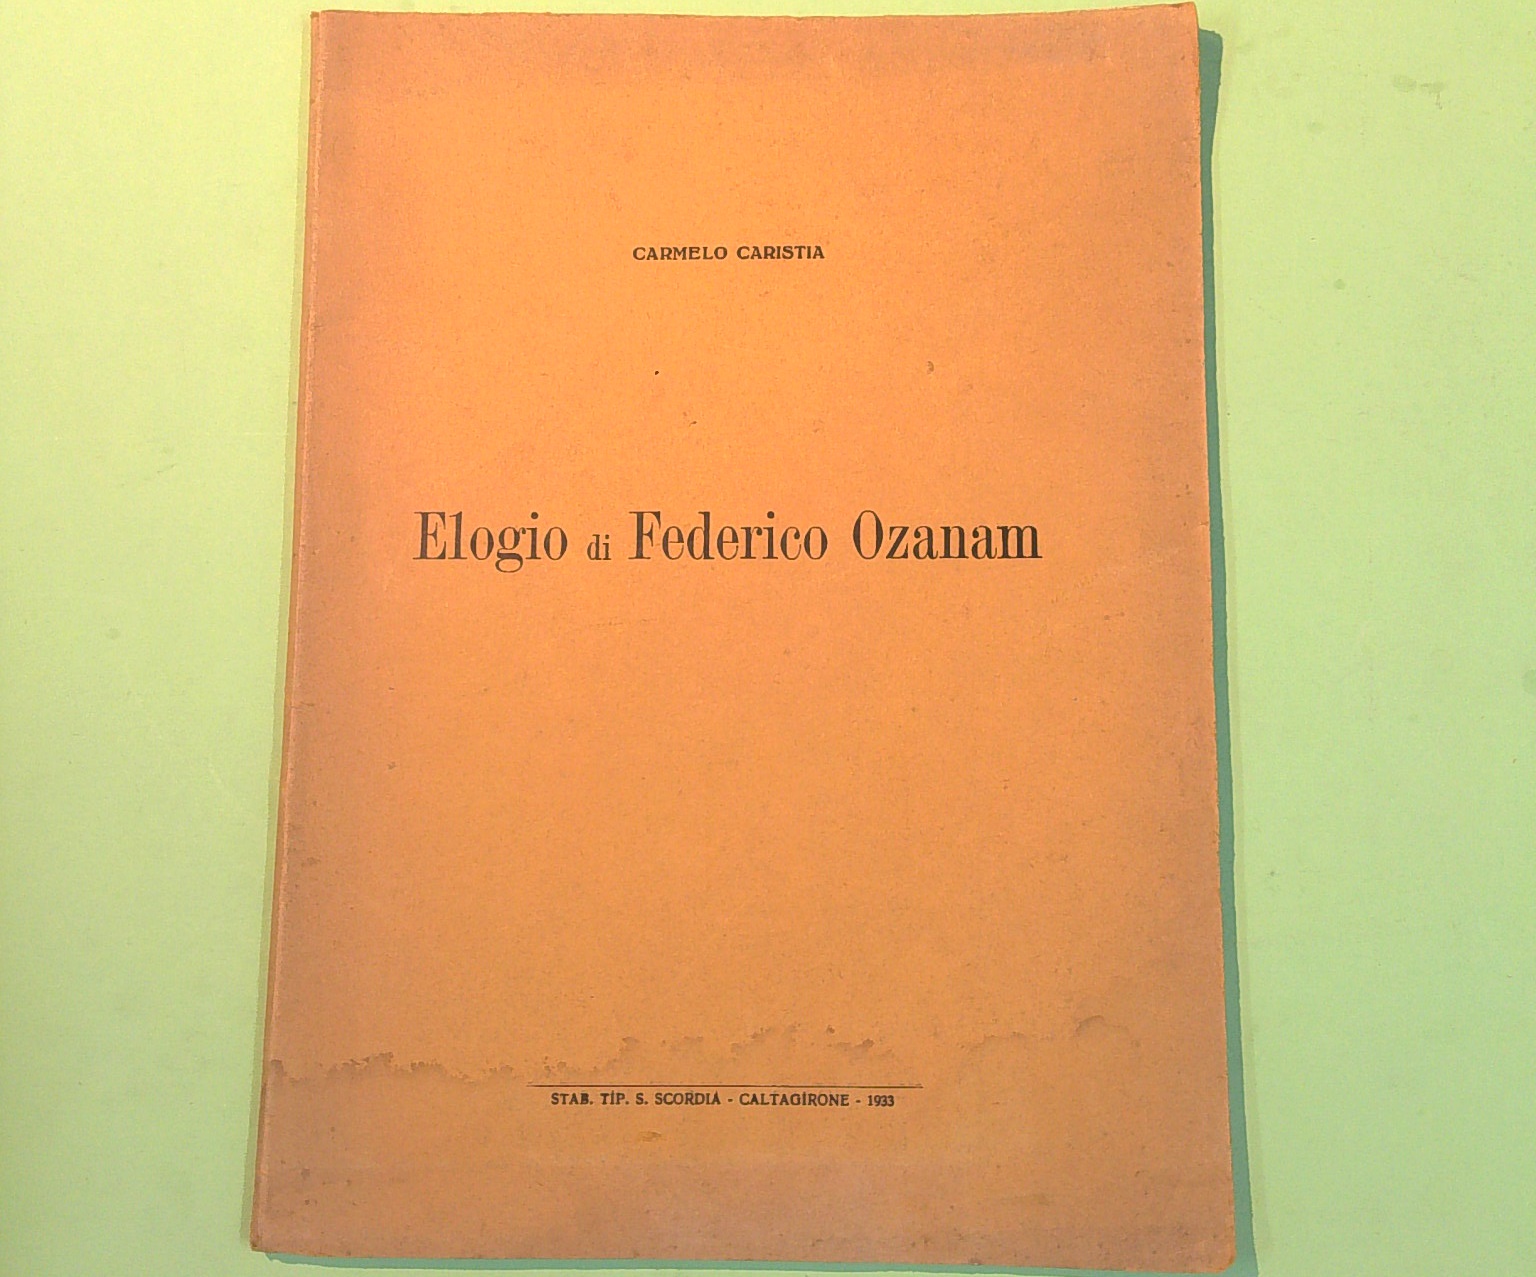 CARMELO CARISTIA
Elogio di Federico Ozanam
STAB. TIP. S. SCORDIA - CALTAGIRONE - 1933